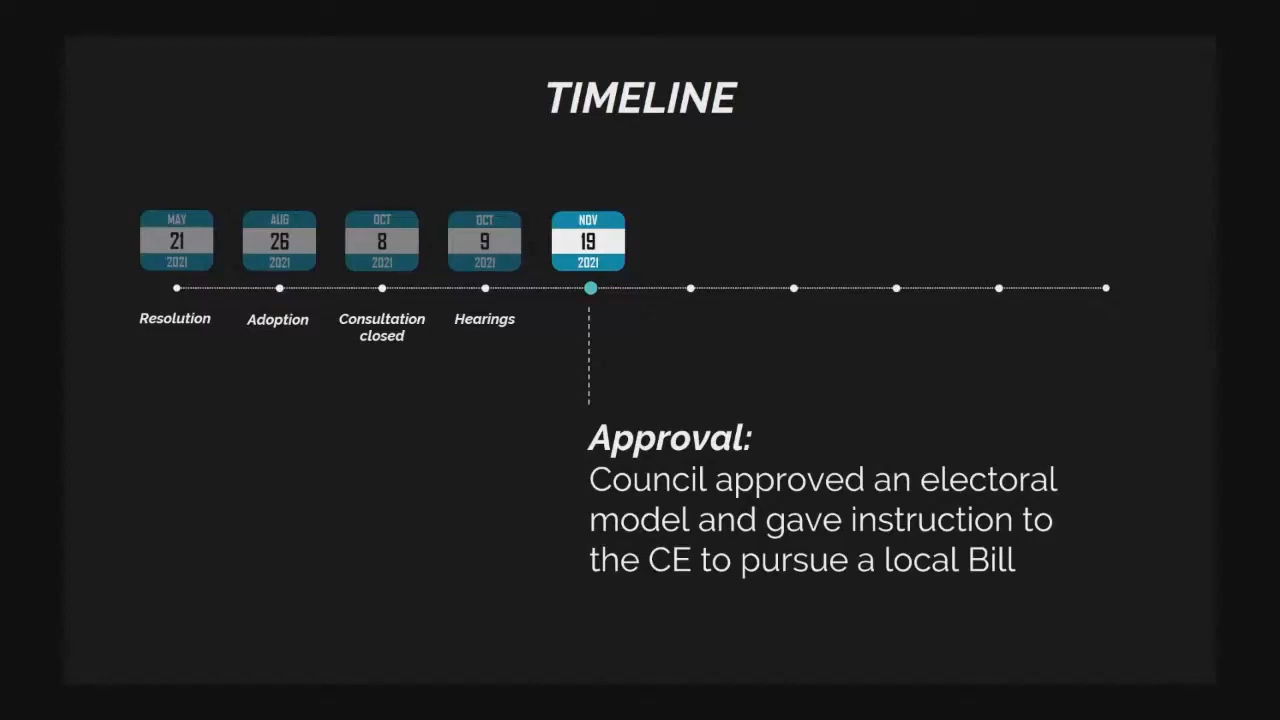 TIMELINE
MAY AUG OCT OCT NOV
21 26 8 9 19
2021 2021 2021 2021 2021
Resolution Adoption Consultation Hearings
closed
Approval:
Council approved an electoral
model and gave instruction to
the CE to pursue a local Bill